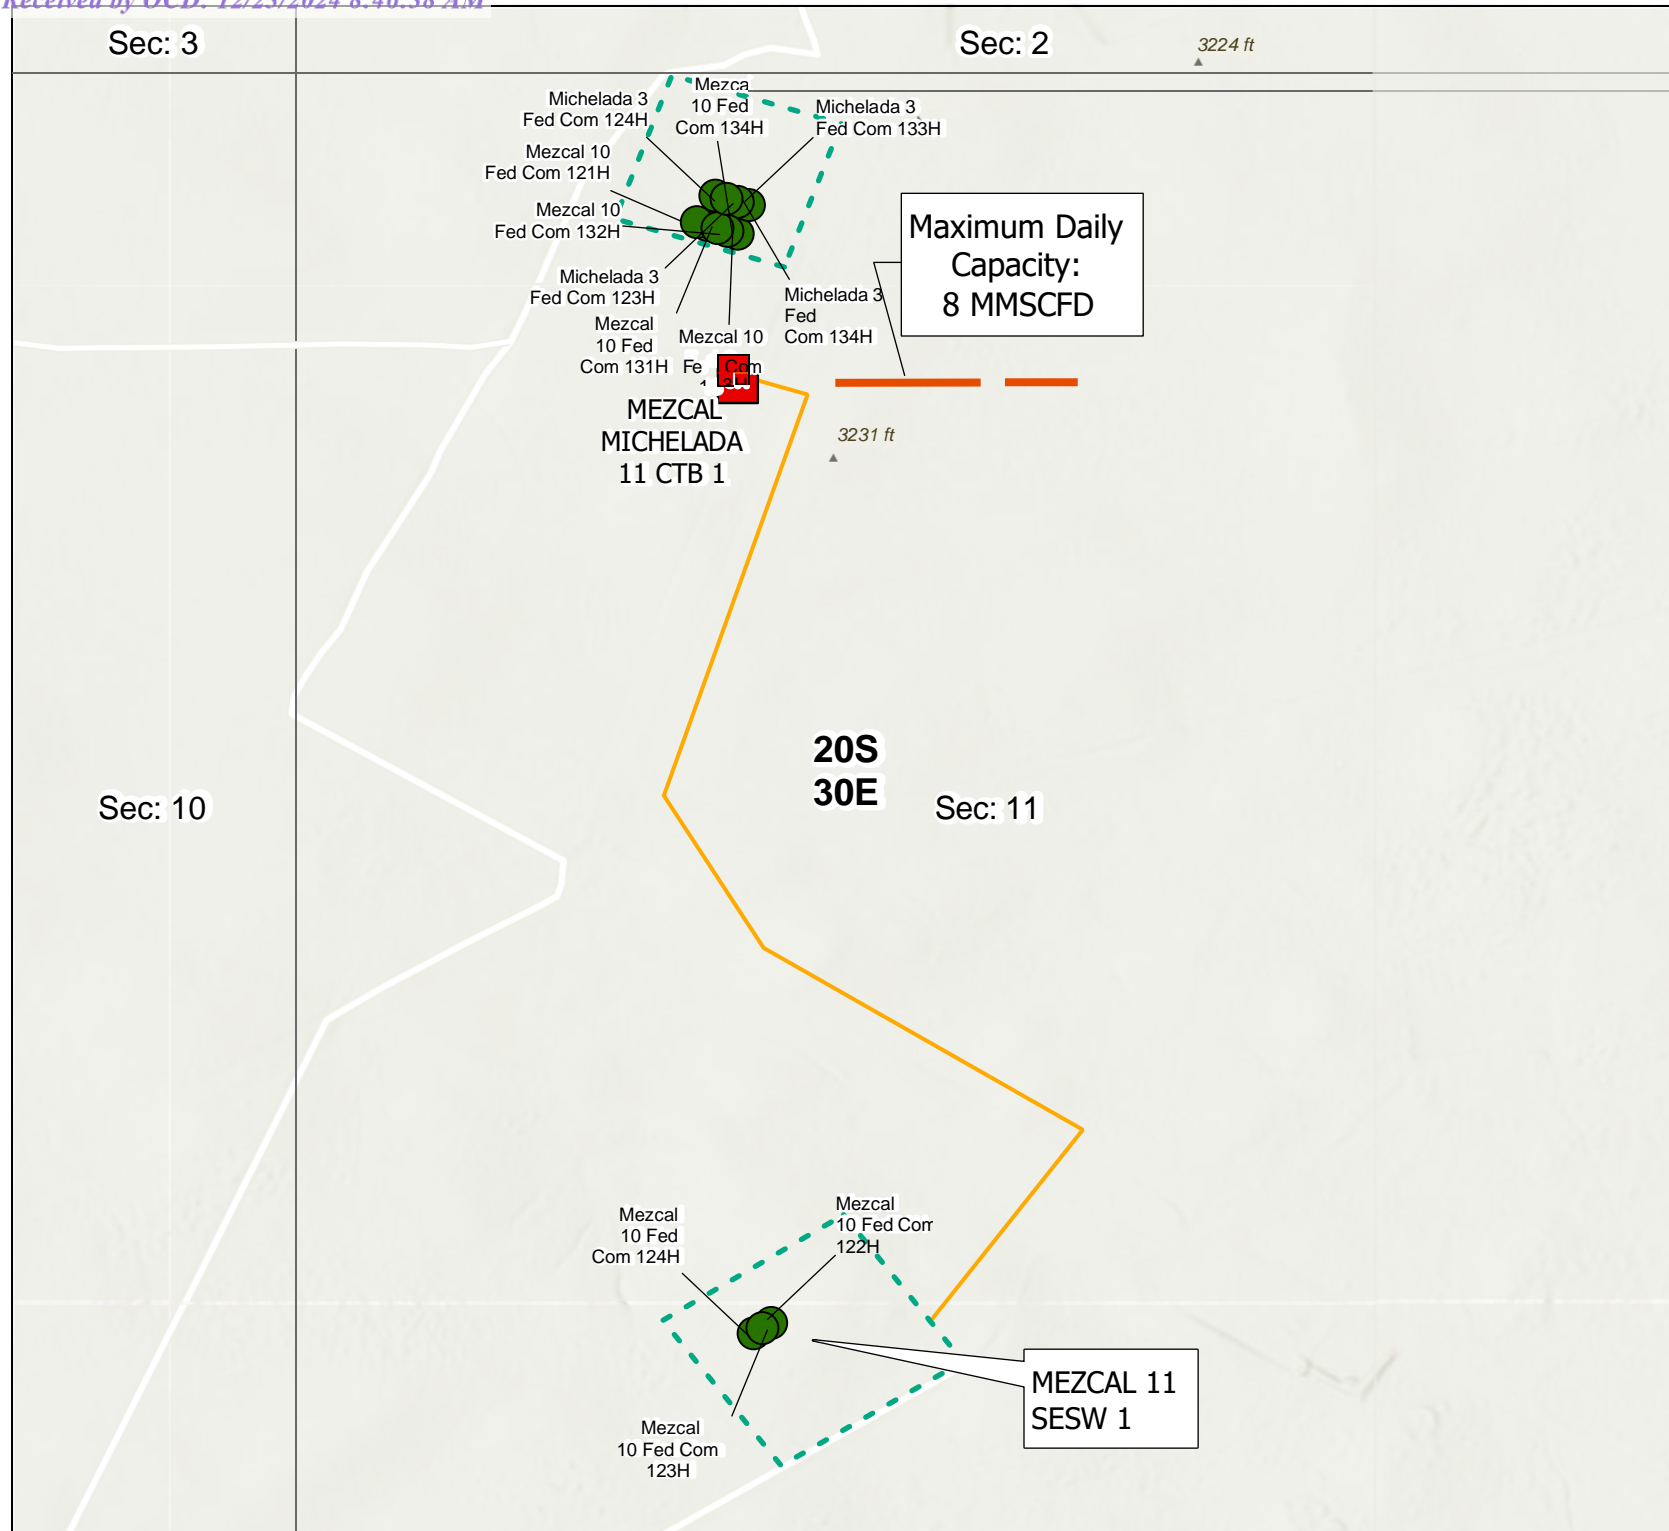 Received by OCD: 12/23/2024 8:46:38 AM
Sec: 3
Sec: 2
3224 ft
Mezca
10 Fed
Com 134H
Michelada 3
Fed Com 124H
Michelada 3
Fed Com 133H
Mezcal 10
Fed Com 121H
Mezcal 10
Fed Com 132H
Maximum Daily
Capacity:
8 MMSCFD
Michelada 3
Fed Com 123H
Michelada 3
Fed
Com 134H
Mezcal
10 Fed
Com 131H
Mezcal 10
Fe Com
MEZCAL
MICHELADA
11 CTB 1
3231 ft
20S
30E
Sec: 10
Sec: 11
Mezcal
10 Fed
Com 124H
Mezcal
10 Fed Com
122H
MEZCAL 11
SESW 1
Mezcal
10 Fed Com
123H